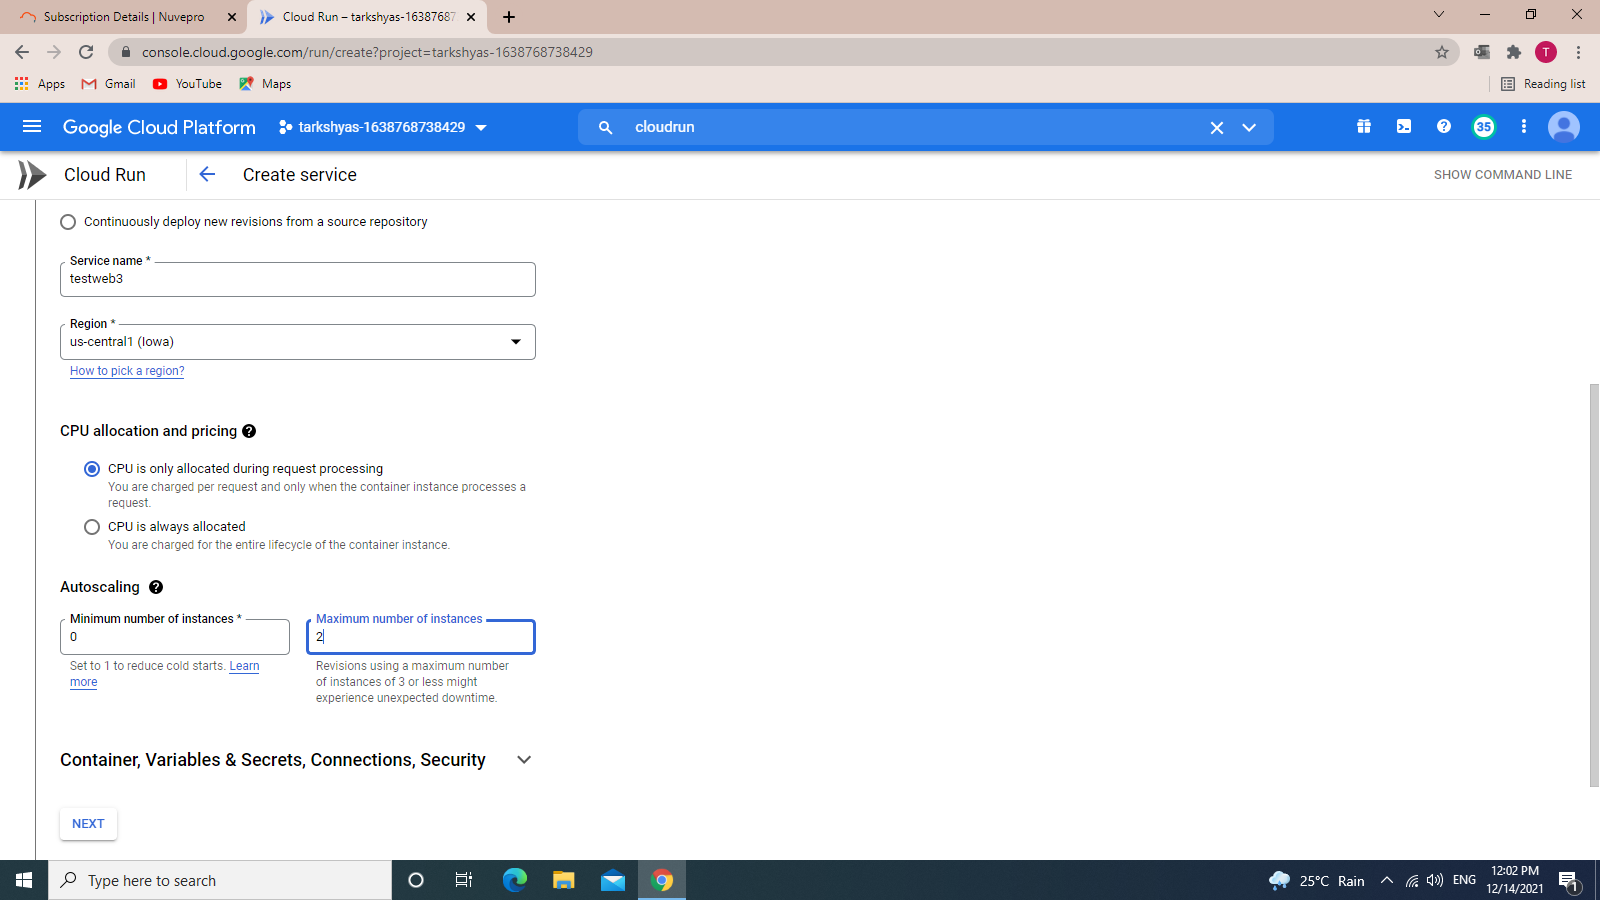 Subscription Details | Nuvepro
Cloud Run – tarkshyas-16387687
console.cloud.google.com/run/create?project=tarkshyas-1638768738429
T
Apps
Gmail
YouTube
Maps
Reading list
Google Cloud Platform
tarkshyas-1638768738429
cloudrun
35
Cloud Run
Create service
SHOW COMMAND LINE
Continuously deploy new revisions from a source repository
Service name *
testweb3
Region *
us-central1 (Iowa)
How to pick a region?
CPU allocation and pricing
CPU is only allocated during request processing
You are charged per request and only when the container instance processes a
request.
CPU is always allocated
You are charged for the entire lifecycle of the container instance.
Autoscaling
Minimum number of instances *
0
Set to 1 to reduce cold starts. Learn
more
Maximum number of instances
2
Revisions using a maximum number
of instances of 3 or less might
experience unexpected downtime.
Container, Variables & Secrets, Connections, Security
NEXT
Type here to search
25°C Rain
ENG
12:02 PM
12/14/2021
1